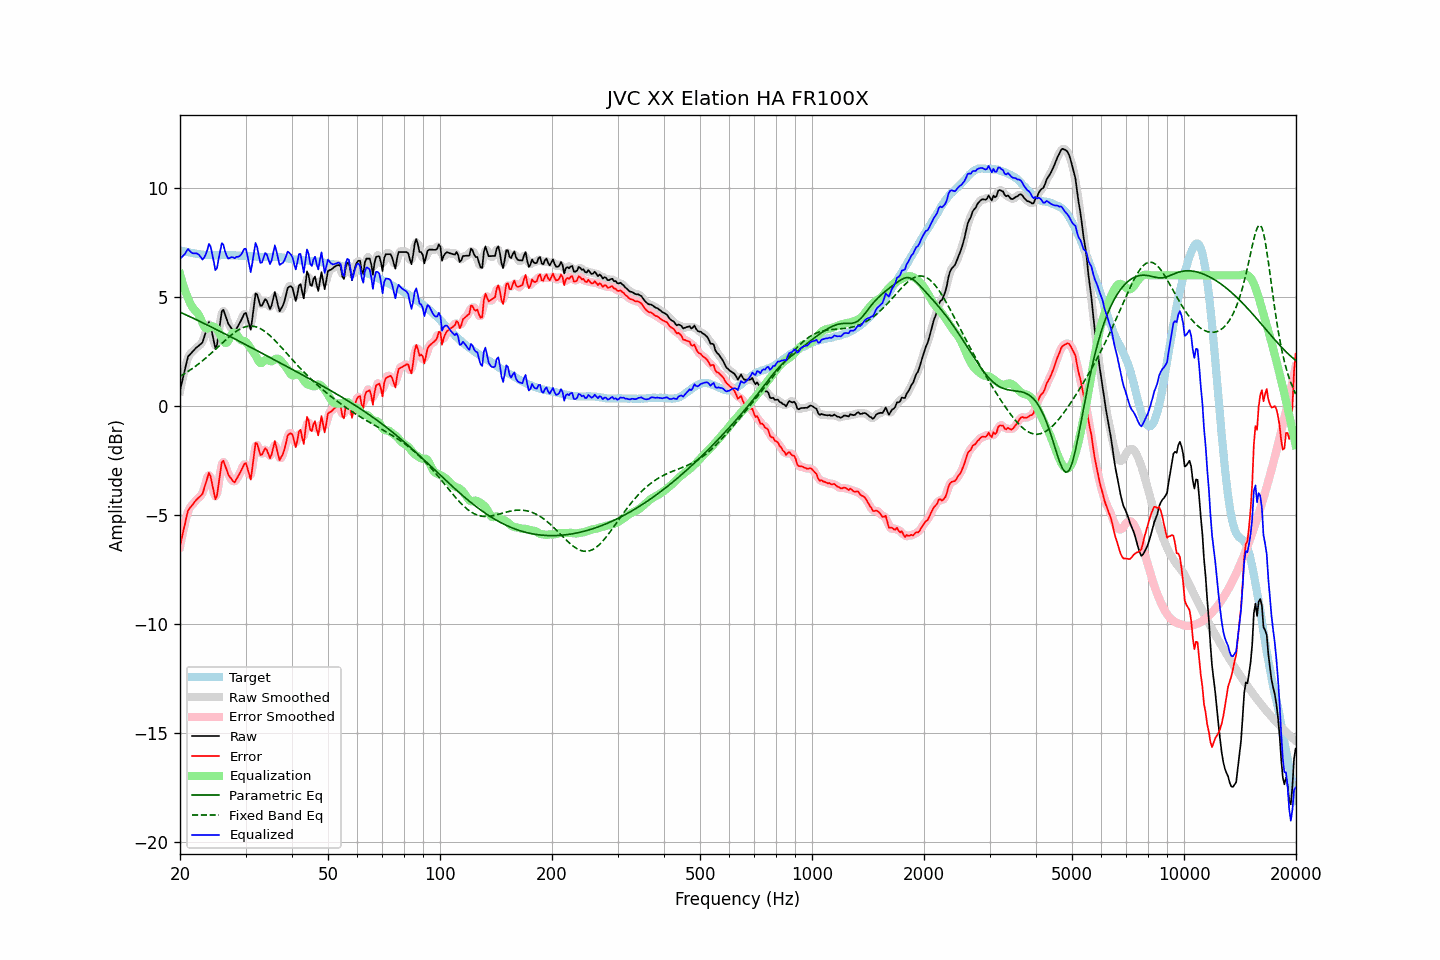 JVC XX Elation HA FR100X
10
5
0
−5
−10
−15
−20
Amplitude (dBr)
Target
Raw Smoothed
Error Smoothed
Raw
Error
Equalization
Parametric Eq
Fixed Band Eq
Equalized
20 50 100 200 500 1000 2000 5000 10000 20000
Frequency (Hz)